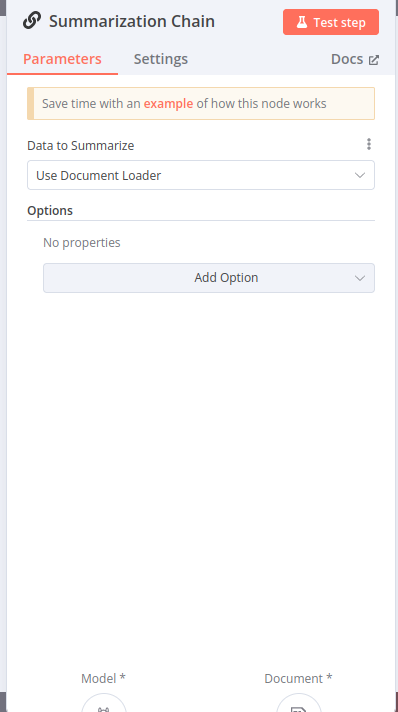 Summarization Chain
Test step
Parameters
Settings
Docs
Save time with an example of how this node works
Data to Summarize
Use Document Loader
Options
No properties
Add Option
Model *
Document *